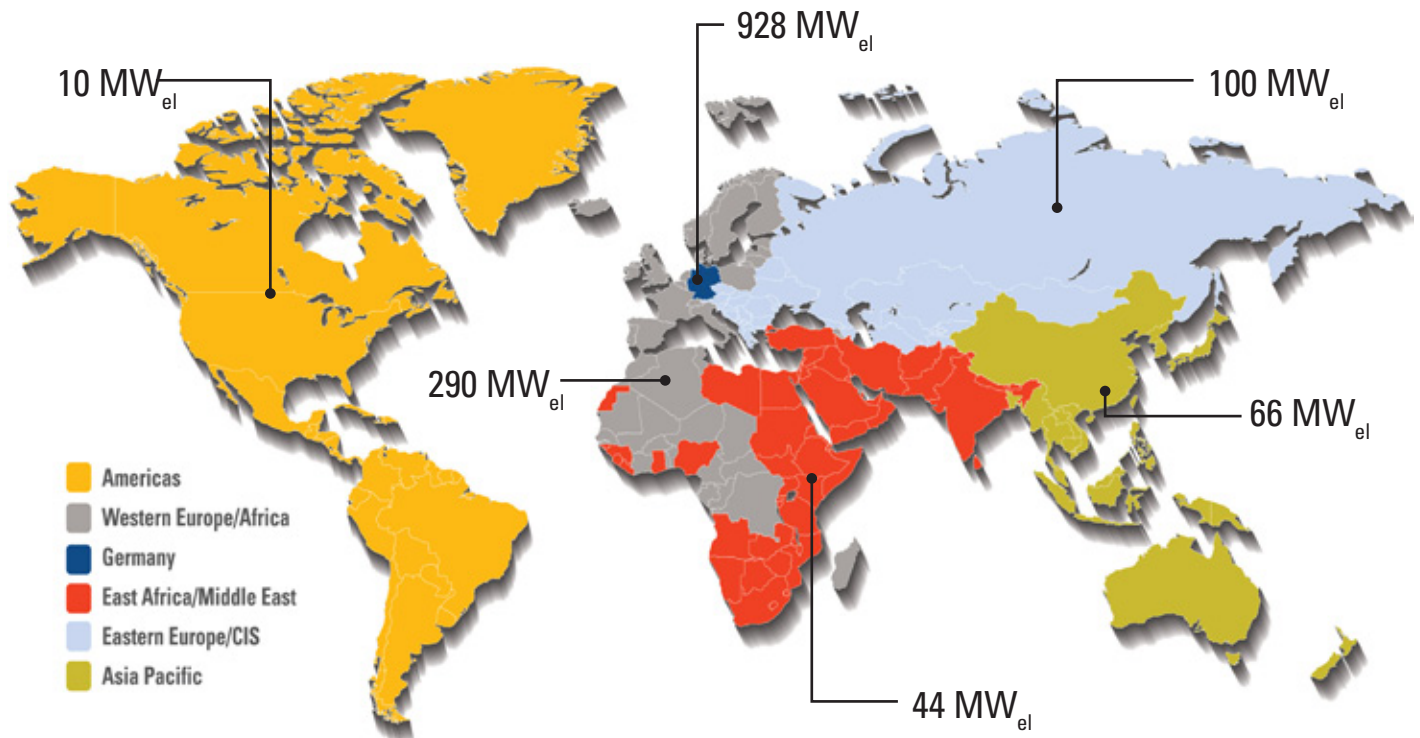 928 MWel
10 MWel
100 MWel
290 MWel
66 MWel
Americas
Western Europe/Africa
Germany
East Africa/Middle East
Eastern Europe/CIS
Asia Pacific
44 MWel